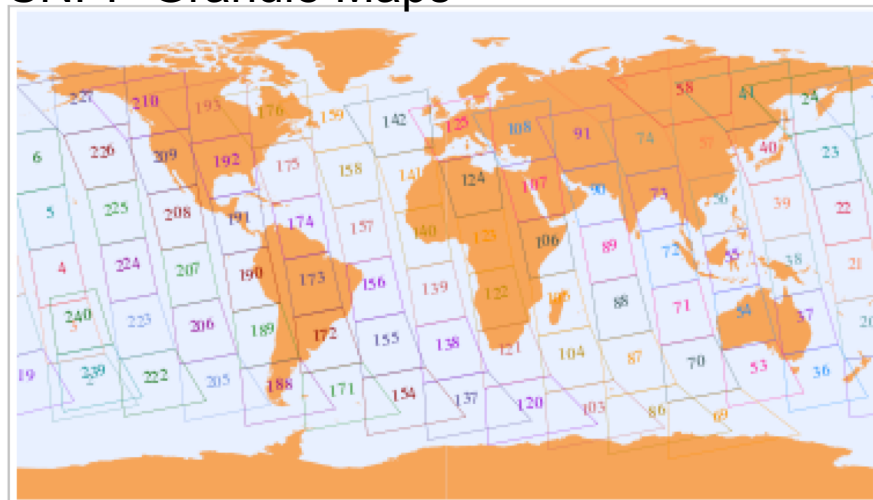 SNPP Granule Maps
227 210 193 176 159 142 125 108 91 74 58 57 41 24
6 226 209 192 175 158 141 124 107 90 73 56 40 23
5 225 208 191 174 157 140 123 106 89 72 55 39 22
4 224 207 190 173 156 139 122 105 88 71 54 38 21
240 223 206 189 172 155 138 121 104 87 70 53 37
19 239 222 205 188 171 154 137 120 103 86 69 36